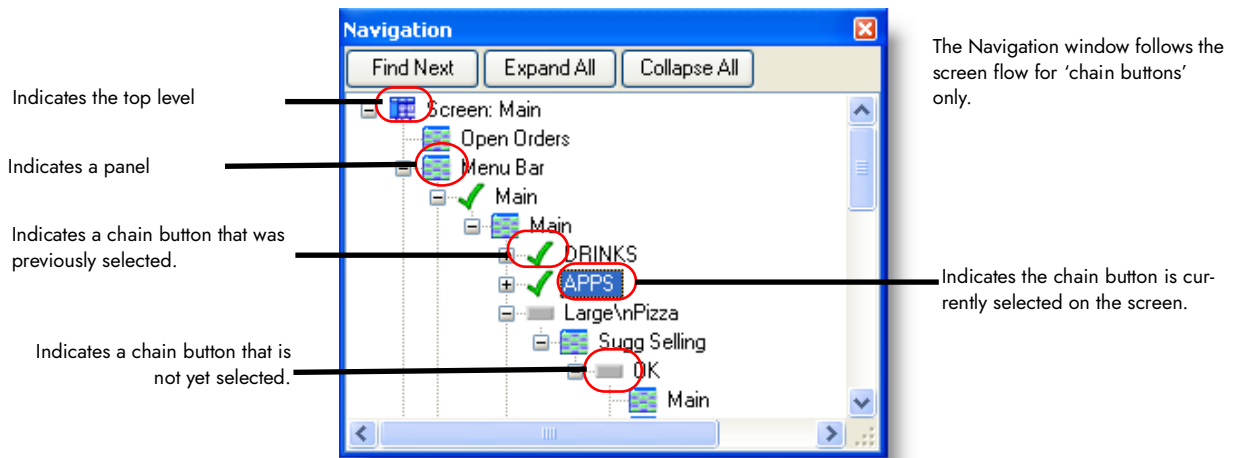 Navigation
Find Next
Expand All
Collapse All
The Navigation window follows the
screen flow for ‘chain buttons’
only.
Indicates the top level
Screen: Main
Open Orders
Indicates a panel
Menu Bar
Main
Main
Indicates a chain button that was
previously selected.
DRINKS
APPS
Indicates the chain button is cur-
rently selected on the screen.
Large\nPizza
Sugg Selling
Indicates a chain button that is
not yet selected.
OK
Main